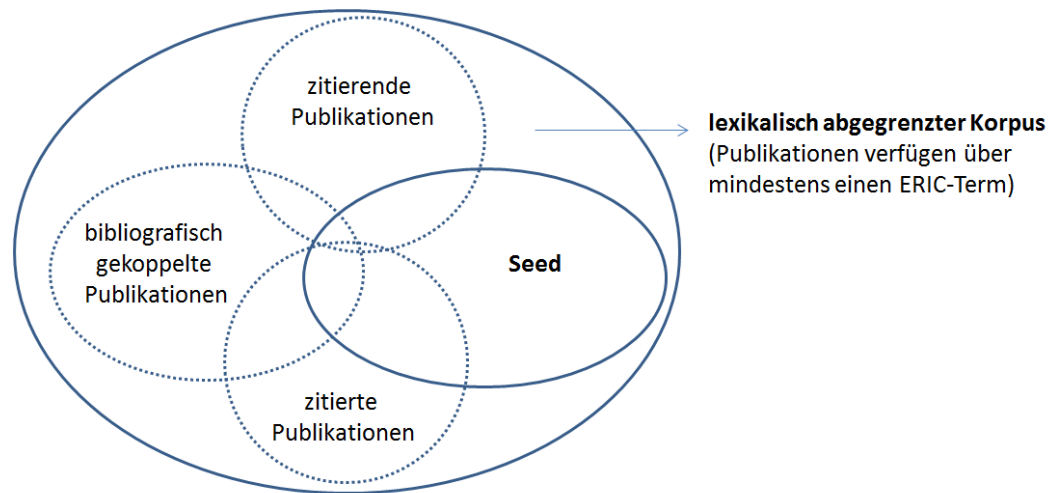 zitierende
Publikationen
lexikalisch abgegrenzter Korpus
(Publikationen verfügen über
mindestens einen ERIC-Term)
bibliografisch
gekoppelte
Publikationen
Seed
zitierte
Publikationen